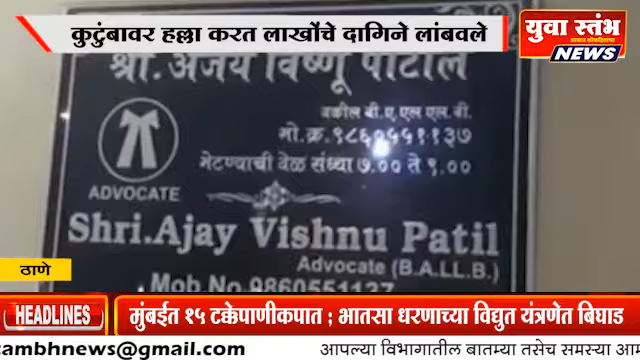 कुटुंबावर हल्ला करत लाखोंचे दागिने लांबवले
युवा स्तंभ
NEWS
श्री.अजय विष्णू पाटील
वकील बी.ए.एल एल.बी.
मो.क्र.९८६०५५११३७
भेटण्याची वेळ संध्या ७.०० ते ९.००
ADVOCATE
Shri.Ajay Vishnu Patil
Advocate (B.A.LL.B.)
Mob No.9860551137
ठाणे
HEADLINES
मुंबईत १५ टक्केपाणीकपात ; भातसा धरणाच्या विद्युत यंत्रणेत बिघाड
ambhnews@gmail.com
आपल्या विभागातील बातम्या तसेच समस्या आम